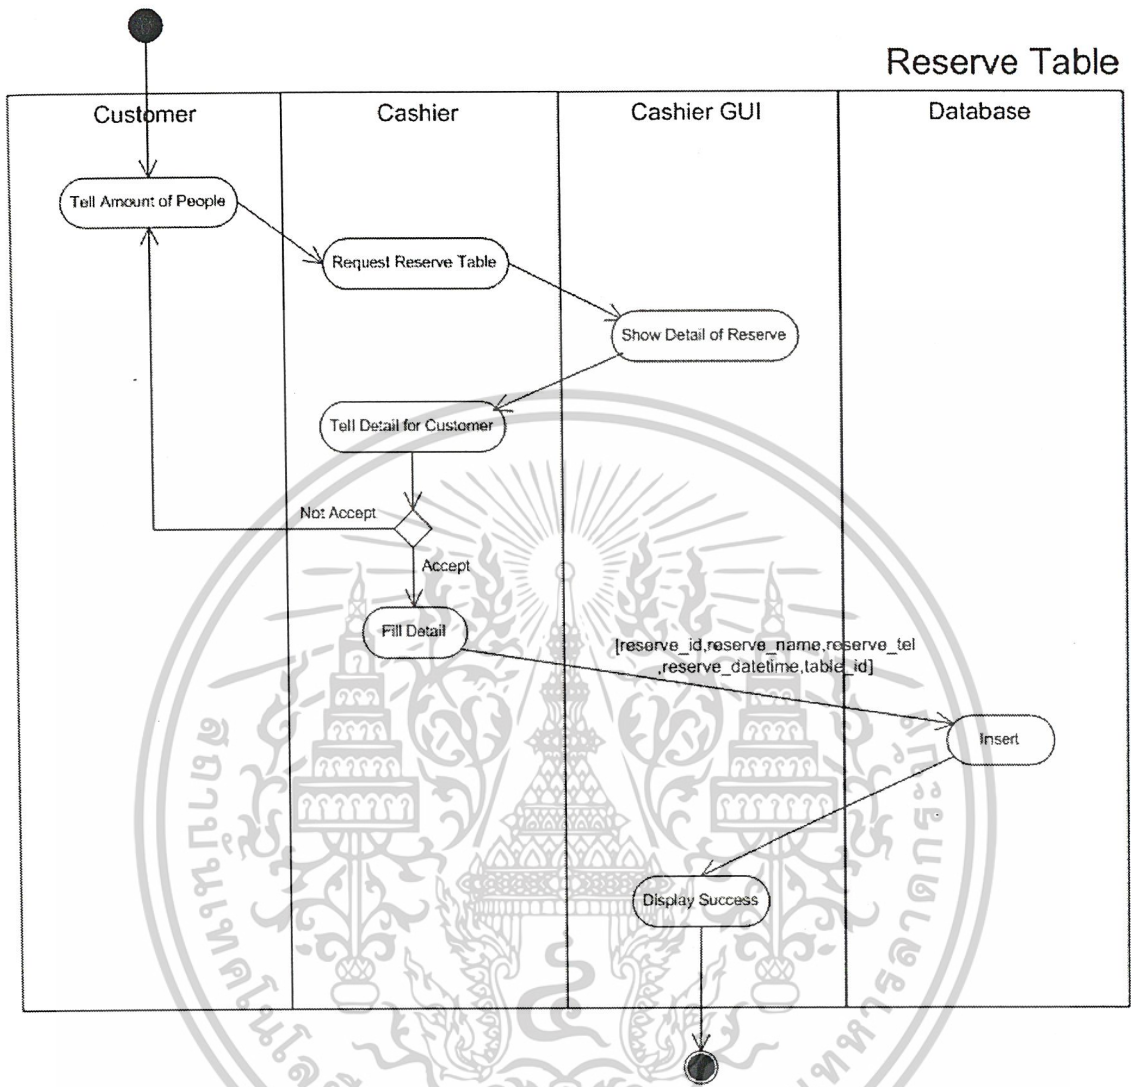 Reserve Table
Customer
Cashier
Cashier GUI
Database
Tell Amount of People
Request Reserve Table
Show Detail of Reserve
Tell Detail for Customer
Not Accept
Accept
Fill Detail
[reserve_id,reserve_name,reserve_tel
,reserve_datetime,table_id]
Insert
Display Success